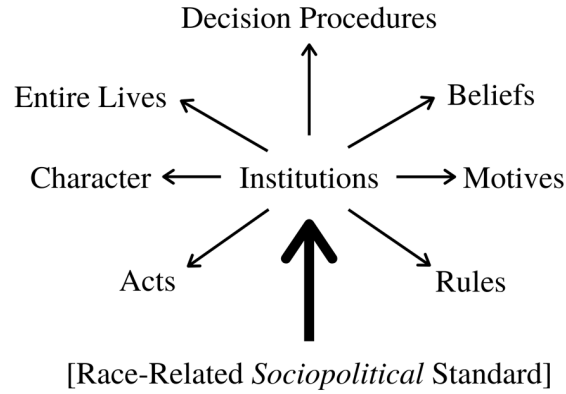 Decision Procedures
Entire Lives
Beliefs
Character
Institutions
Motives
Acts
Rules
[Race-Related Sociopolitical Standard]